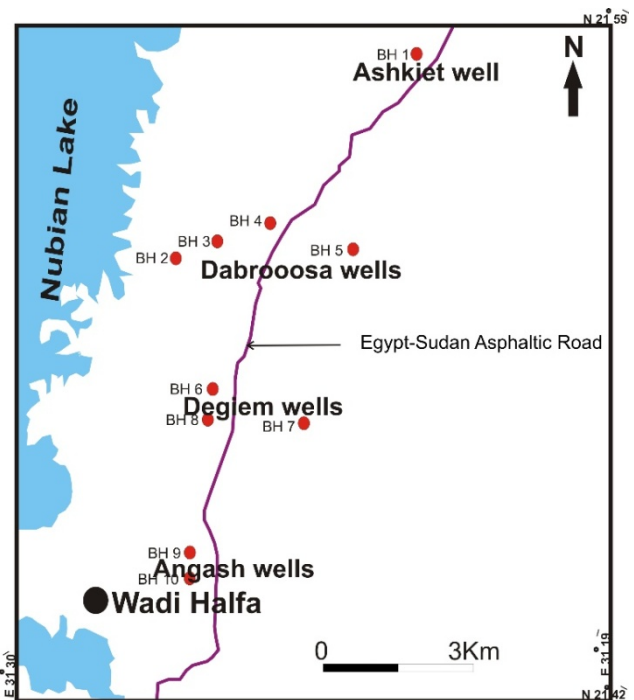 N 21°59'
BH 1
Ashkiet well
N
Nubian Lake
BH 4
BH 3
BH 5
BH 2
Dabrooosa wells
Egypt-Sudan Asphaltic Road
BH 6
Degiem wells
BH 8
BH 7
BH 9
Angash wells
BH 10
Wadi Halfa
0 3Km
E 31°30'
E 31°19'
N 21°42'